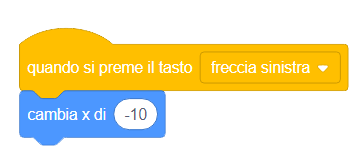 quando si preme il tasto freccia sinistra
cambia x di -10